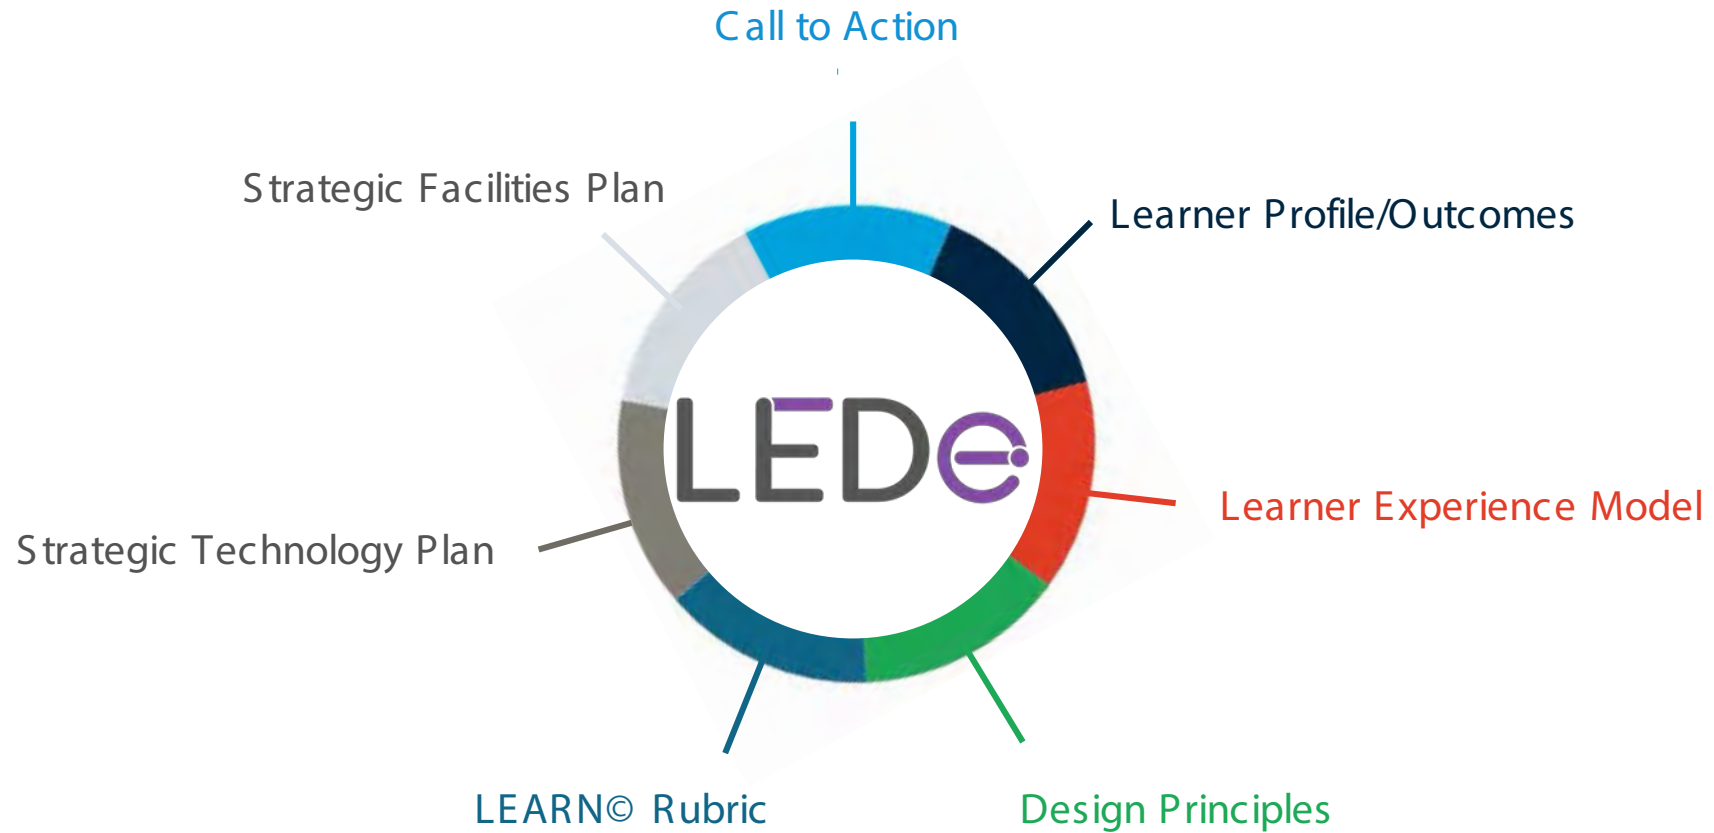 Call to Action
Strategic Facilities Plan
Learner Profile/Outcomes
LEDe
Learner Experience Model
Strategic Technology Plan
LEARN© Rubric
Design Principles